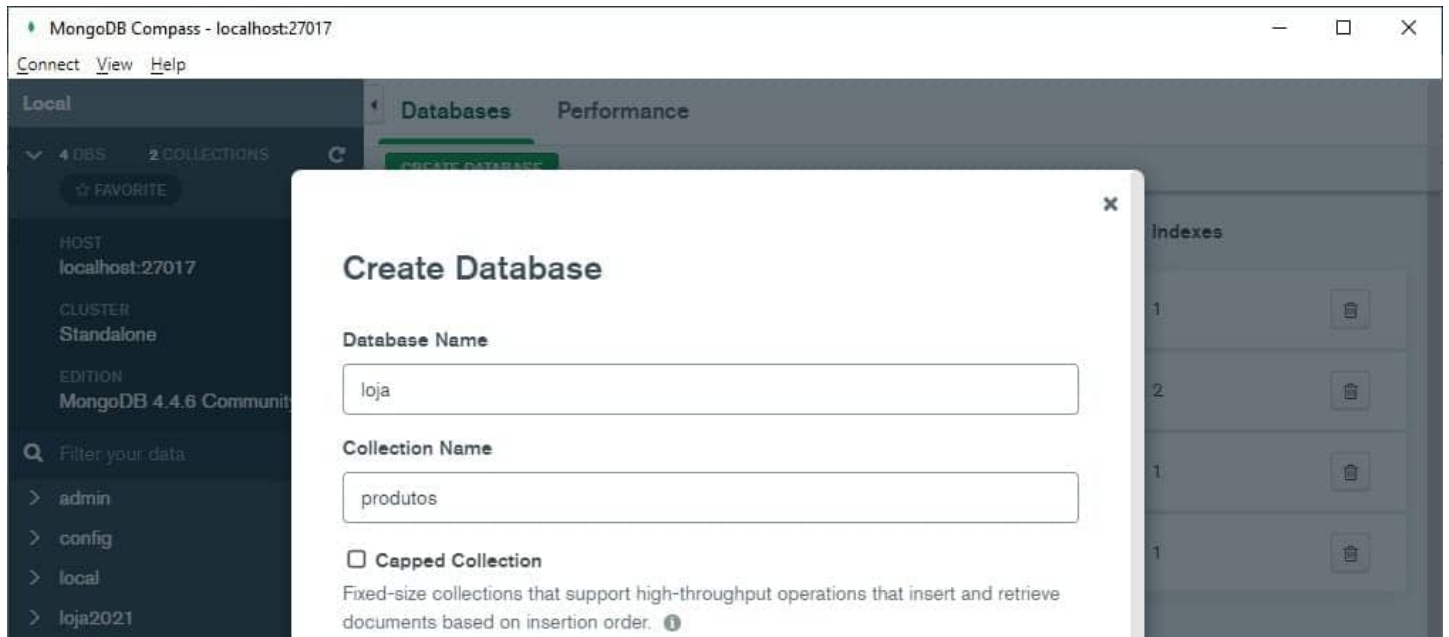 MongoDB Compass - localhost:27017
Connect View Help
Local
Databases Performance
4 DBS 2 COLLECTIONS
CREATE DATABASE
FAVORITE
HOST
localhost:27017
CLUSTER
Standalone
EDITION
MongoDB 4.4.6 Communit
Filter your data
admin
config
local
loja2021
Create Database
Database Name
loja
Collection Name
produtos
Capped Collection
Fixed-size collections that support high-throughput operations that insert and retrieve
documents based on insertion order.
Indexes
1
2
1
1